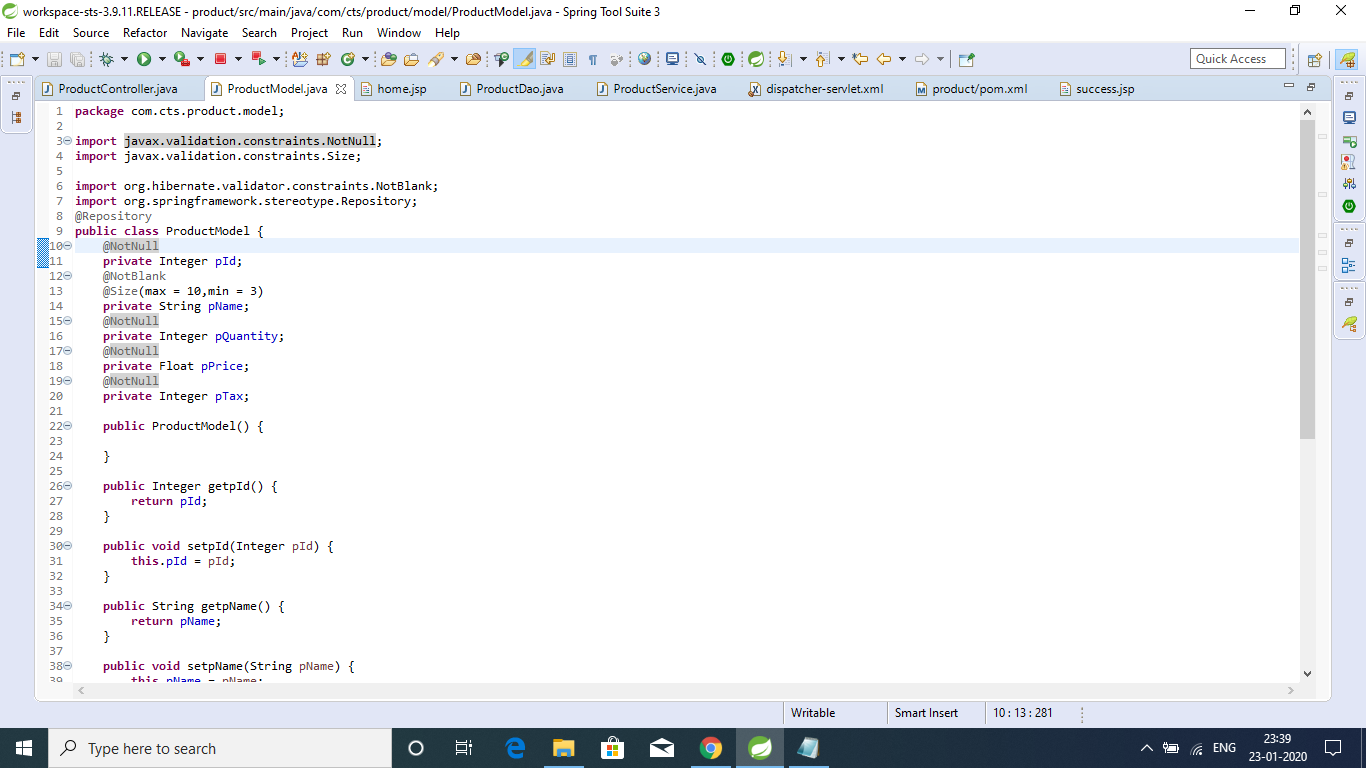 workspace-sts-3.9.11.RELEASE - product/src/main/java/com/cts/product/model/ProductModel.java - Spring Tool Suite 3
File Edit Source Refactor Navigate Search Project Run Window Help
Quick Access
ProductController.java ProductModel.java home.jsp ProductDao.java ProductService.java dispatcher-servlet.xml product/pom.xml success.jsp
1 package com.cts.product.model;
2
3 import javax.validation.constraints.NotNull;
4 import javax.validation.constraints.Size;
5
6 import org.hibernate.validator.constraints.NotBlank;
7 import org.springframework.stereotype.Repository;
8 @Repository
9 public class ProductModel {
10 @NotNull
11 private Integer pId;
12 @NotBlank
13 @Size(max = 10,min = 3)
14 private String pName;
15 @NotNull
16 private Integer pQuantity;
17 @NotNull
18 private Float pPrice;
19 @NotNull
20 private Integer pTax;
21
22 public ProductModel() {
23
24 }
25
26 public Integer getpId() {
27 return pId;
28 }
29
30 public void setpId(Integer pId) {
31 this.pId = pId;
32 }
33
34 public String getpName() {
35 return pName;
36 }
37
38 public void setpName(String pName) {
39 this.pName = pName;
Writable Smart Insert 10 : 13 : 281
Type here to search
ENG
23:39
23-01-2020